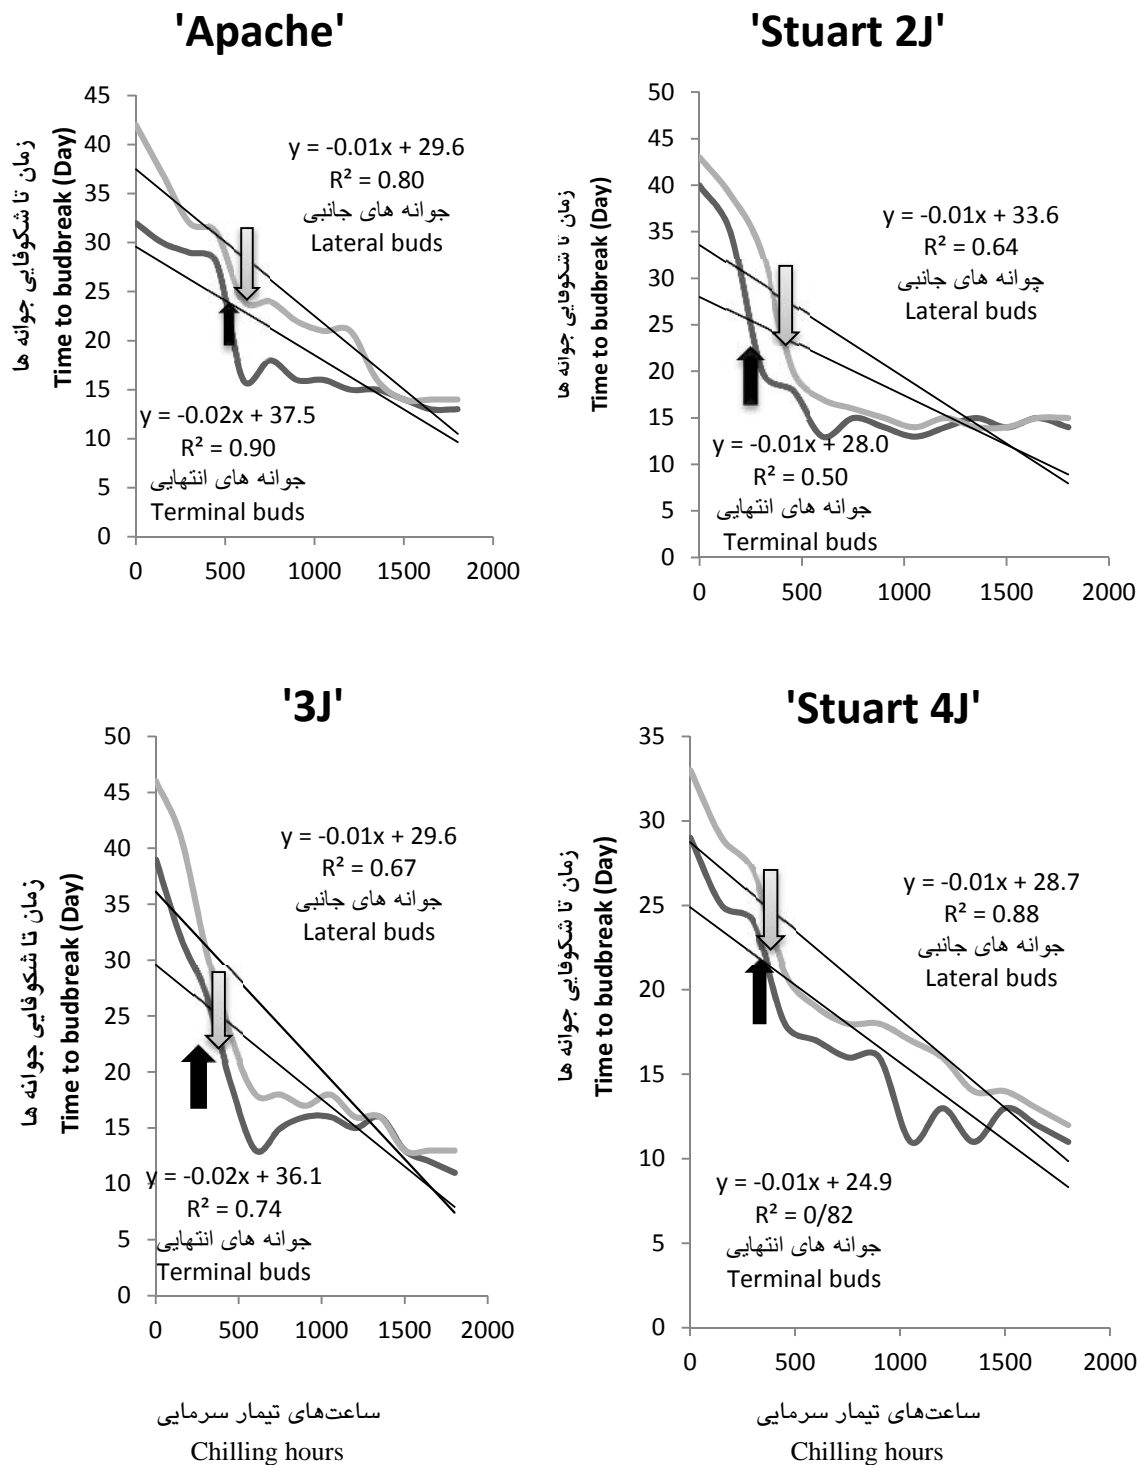 'Apache'
زمان تا شکوفایی جوانه ها
Time to budbreak (Day)
45
40
35
30
25
20
15
10
5
0
y = -0.01x + 29.6
R² = 0.80
جوانه های جانبی
Lateral buds
y = -0.02x + 37.5
R² = 0.90
جوانه های انتهایی
Terminal buds
0 500 1000 1500 2000
'Stuart 2J'
زمان تا شکوفایی جوانه ها
Time to budbreak (Day)
50
45
40
35
30
25
20
15
10
5
0
y = -0.01x + 33.6
R² = 0.64
چوانه های جانبی
Lateral buds
y = -0.01x + 28.0
R² = 0.50
جوانه های انتهایی
Terminal buds
0 500 1000 1500 2000
'3J'
زمان تا شکوفایی جوانه ها
Time to budbreak (Day)
50
45
40
35
30
25
20
15
10
5
0
y = -0.01x + 29.6
R² = 0.67
جوانه های جانبی
Lateral buds
y = -0.02x + 36.1
R² = 0.74
جوانه های انتهایی
Terminal buds
0 500 1000 1500 2000
ساعت‌های تیمار سرمایی
Chilling hours
'Stuart 4J'
زمان تا شکوفایی جوانه ها
Time to budbreak (Day)
35
30
25
20
15
10
5
0
y = -0.01x + 28.7
R² = 0.88
جوانه های جانبی
Lateral buds
y = -0.01x + 24.9
R² = 0/82
جوانه های انتهایی
Terminal buds
0 500 1000 1500 2000
ساعت‌های تیمار سرمایی
Chilling hours